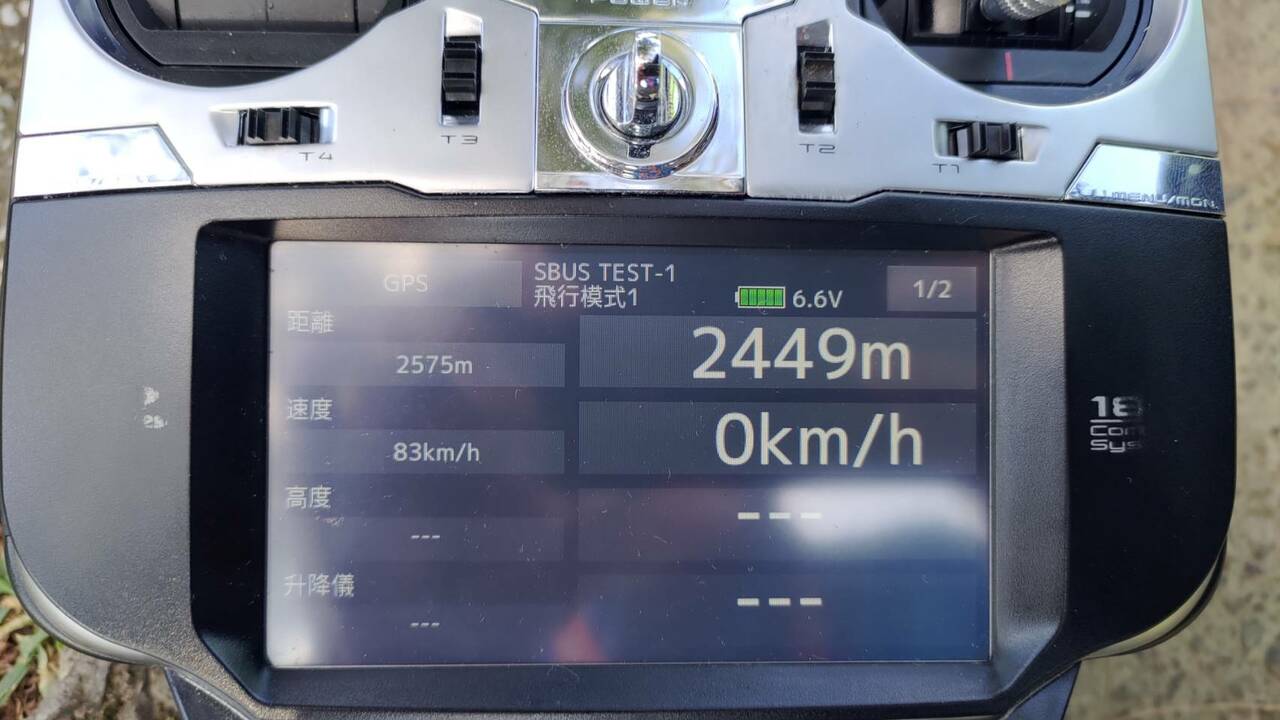 POWER
T4
T3
T2
T1
MENU/MON.
GPS
SBUS TEST-1
飛行模式1
6.6V
1/2
距離
2575m
2449m
速度
83km/h
0km/h
高度
---
---
升降儀
---
---
18